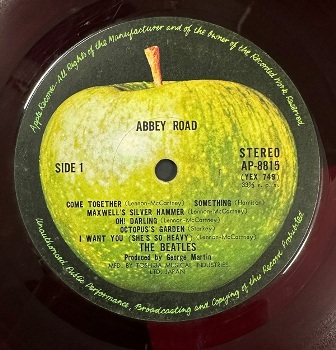 Apple Records. All Rights of the Manufacturer and of the Owner of the Recorded Work Reserved
ABBEY ROAD
SIDE 1
STEREO
AP-8815
(YEX 749)
33⅓ r.p.m.
COME TOGETHER (Lennon-McCartney) SOMETHING (Harrison)
MAXWELL'S SILVER HAMMER (Lennon-McCartney)
OH! DARLING (Lennon-McCartney)
OCTOPUS'S GARDEN (Starkey)
I WANT YOU (SHE'S SO HEAVY) (Lennon-McCartney)
THE BEATLES
Produced by George Martin
MFD. BY TOSHIBA MUSICAL INDUSTRIES
LTD. JAPAN
Unauthorised Public Performance, Broadcasting and Copying of this Record Prohibited